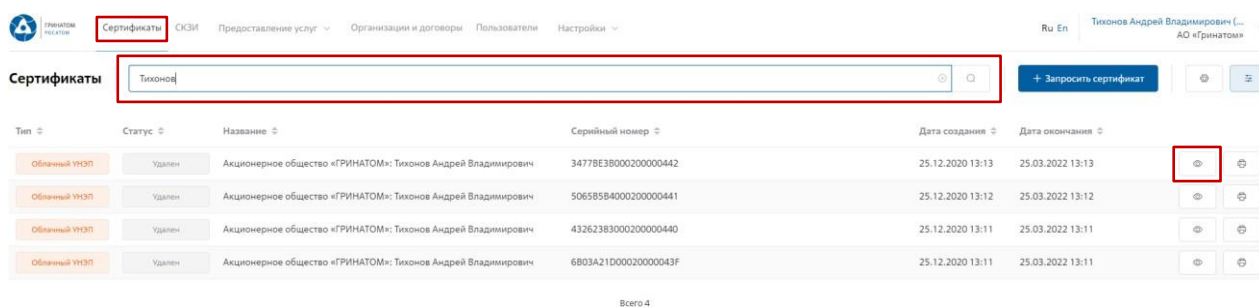 ГРИНАТОМ
РОСАТОМ
Сертификаты СКЗИ Предоставление услуг Организации и договоры Пользователи Настройки
Ru En
Тихонов Андрей Владимирович (...
АО «Гринатом»
Сертификаты
Тихонов
+ Запросить сертификат
Тип Статус Название Серийный номер Дата создания Дата окончания
Облачный УНЭП Удален Акционерное общество «ГРИНАТОМ»: Тихонов Андрей Владимирович 3477BE3B000200000442 25.12.2020 13:13 25.03.2022 13:13
Облачный УНЭП Удален Акционерное общество «ГРИНАТОМ»: Тихонов Андрей Владимирович 5065B5B4000200000441 25.12.2020 13:12 25.03.2022 13:12
Облачный УНЭП Удален Акционерное общество «ГРИНАТОМ»: Тихонов Андрей Владимирович 432623B3000200000440 25.12.2020 13:11 25.03.2022 13:11
Облачный УНЭП Удален Акционерное общество «ГРИНАТОМ»: Тихонов Андрей Владимирович 6B03A21D00020000043F 25.12.2020 13:11 25.03.2022 13:11
Всего 4